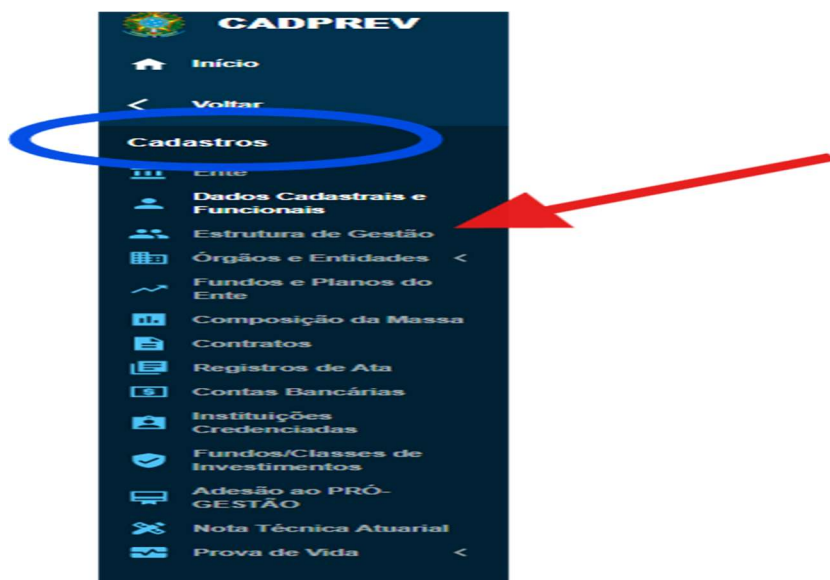 CADPREV
Início
< Voltar
Cadastros
Ente
Dados Cadastrais e
Funcionais
Estrutura de Gestão
Órgãos e Entidades <
Fundos e Planos do
Ente
Composição da Massa
Contratos
Registros de Ata
Contas Bancárias
Instituições
Credenciadas
Fundos/Classes de
Investimentos
Adesão ao PRÓ-
GESTÃO
Nota Técnica Atuarial
Prova de Vida <